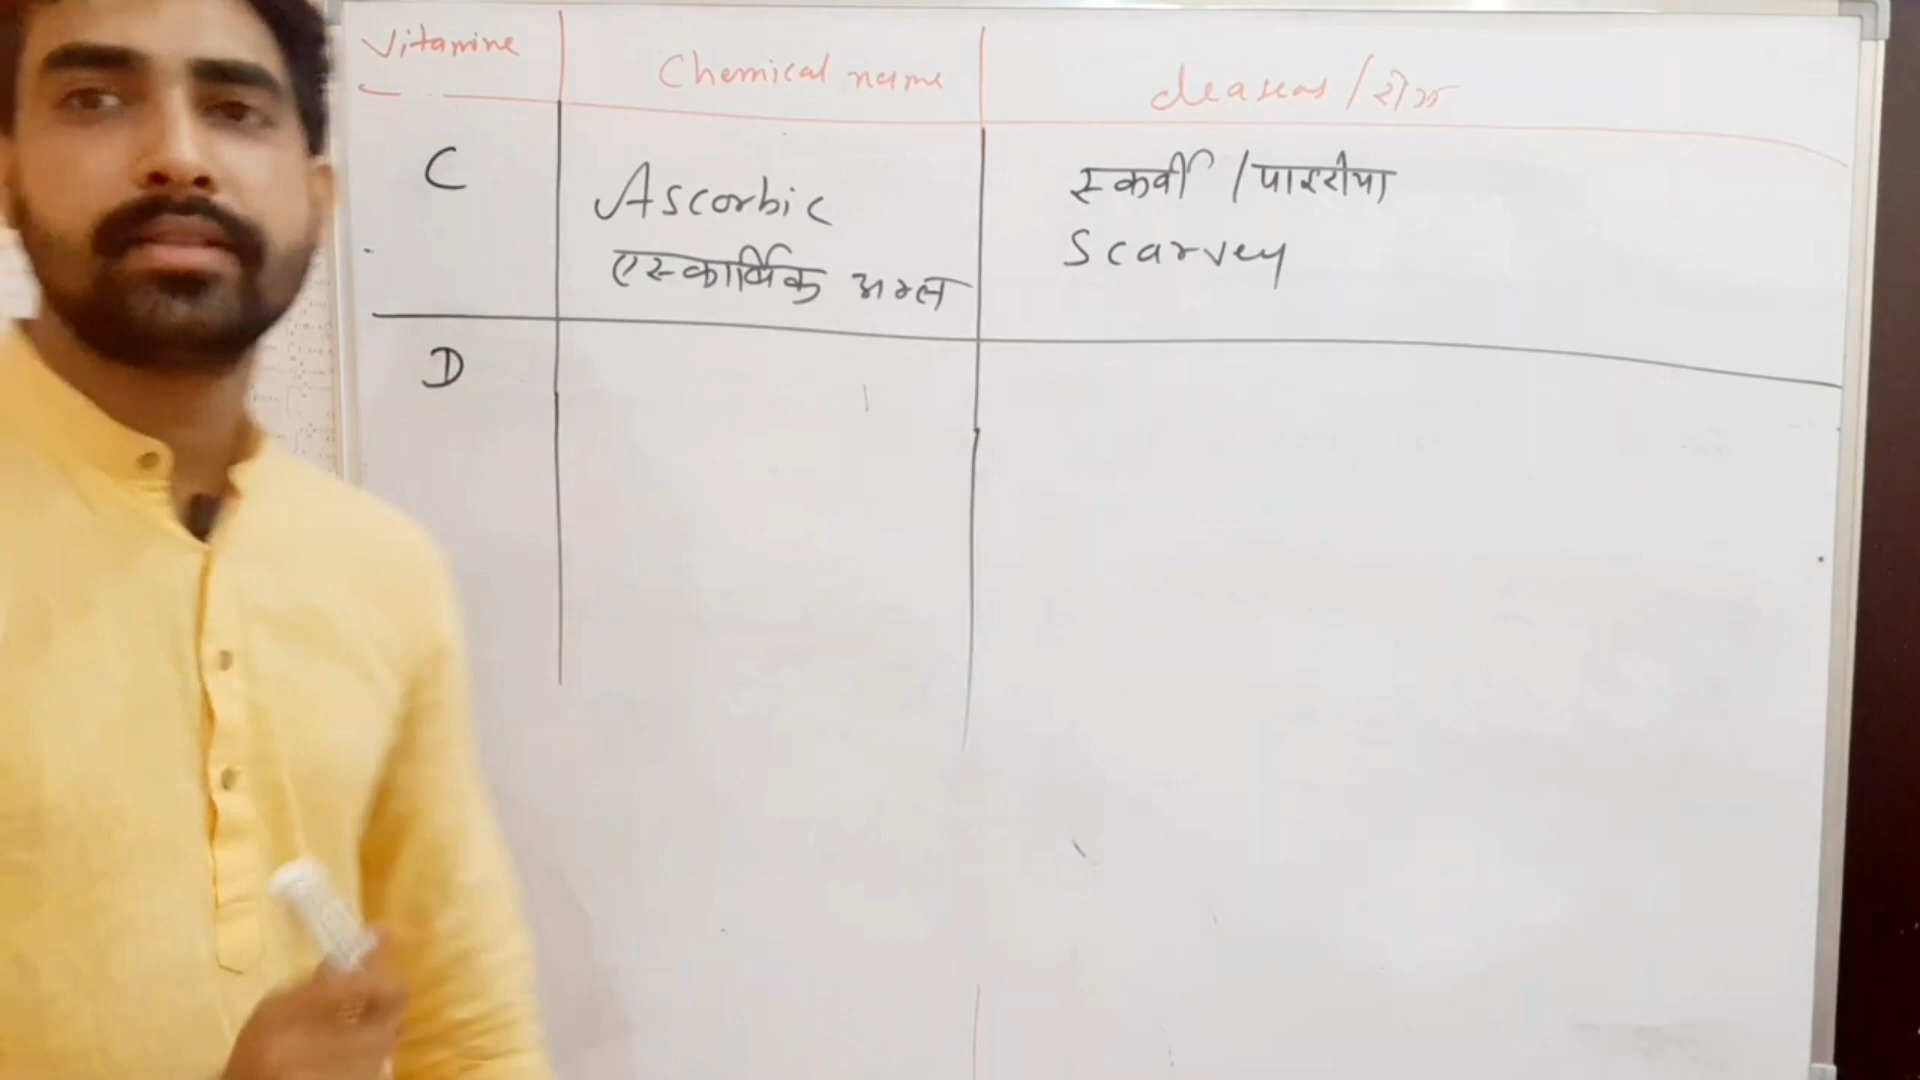 Vitamine
Chemical name
deaseas / रोग
C
Ascorbic
एस्कार्बिक अम्ल
स्कर्वी / पायरीया
Scarvey
D